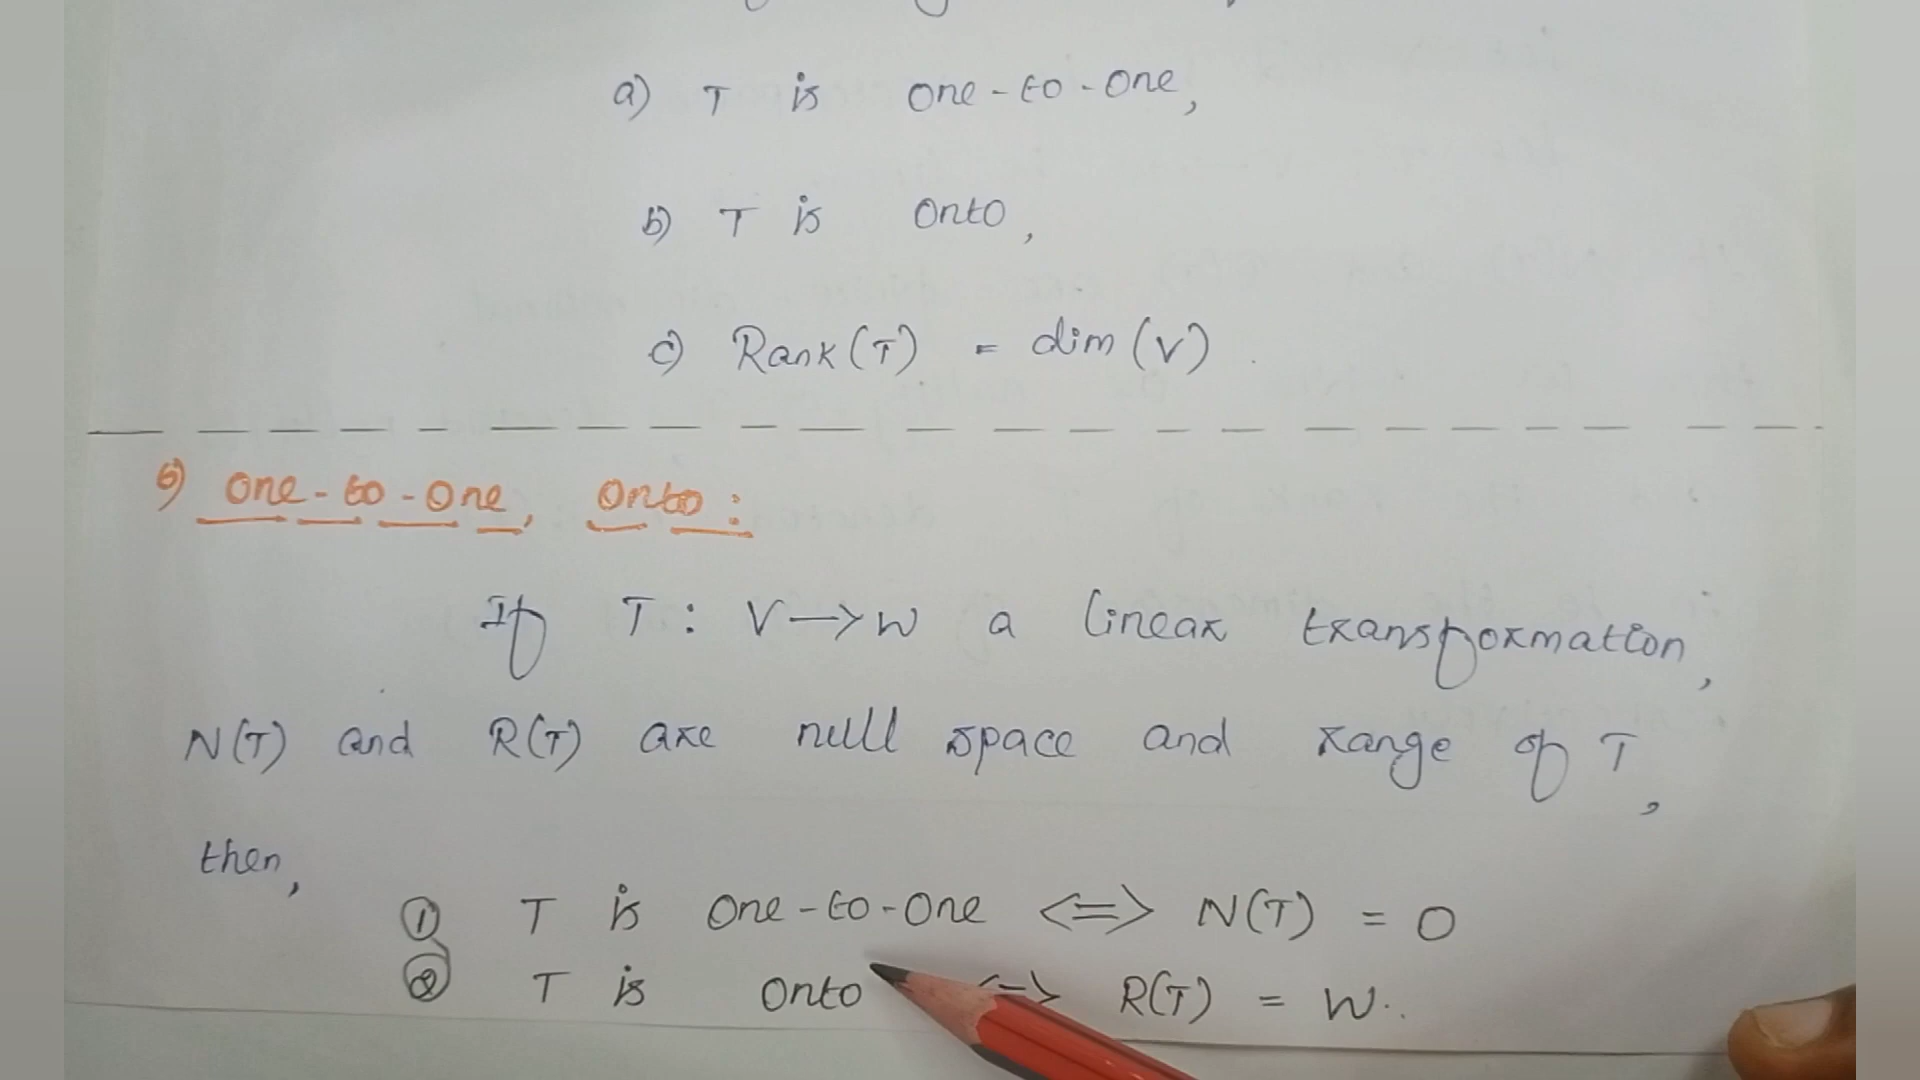 a) T is one-to-one,
b) T is onto,
c) Rank(T) = dim(V).
6) one-to-one, onto:
If T: V→W a linear transformation,
N(T) and R(T) are null space and range of T,
then,
① T is one-to-one <=> N(T) = 0
② T is onto <=> R(T) = W.